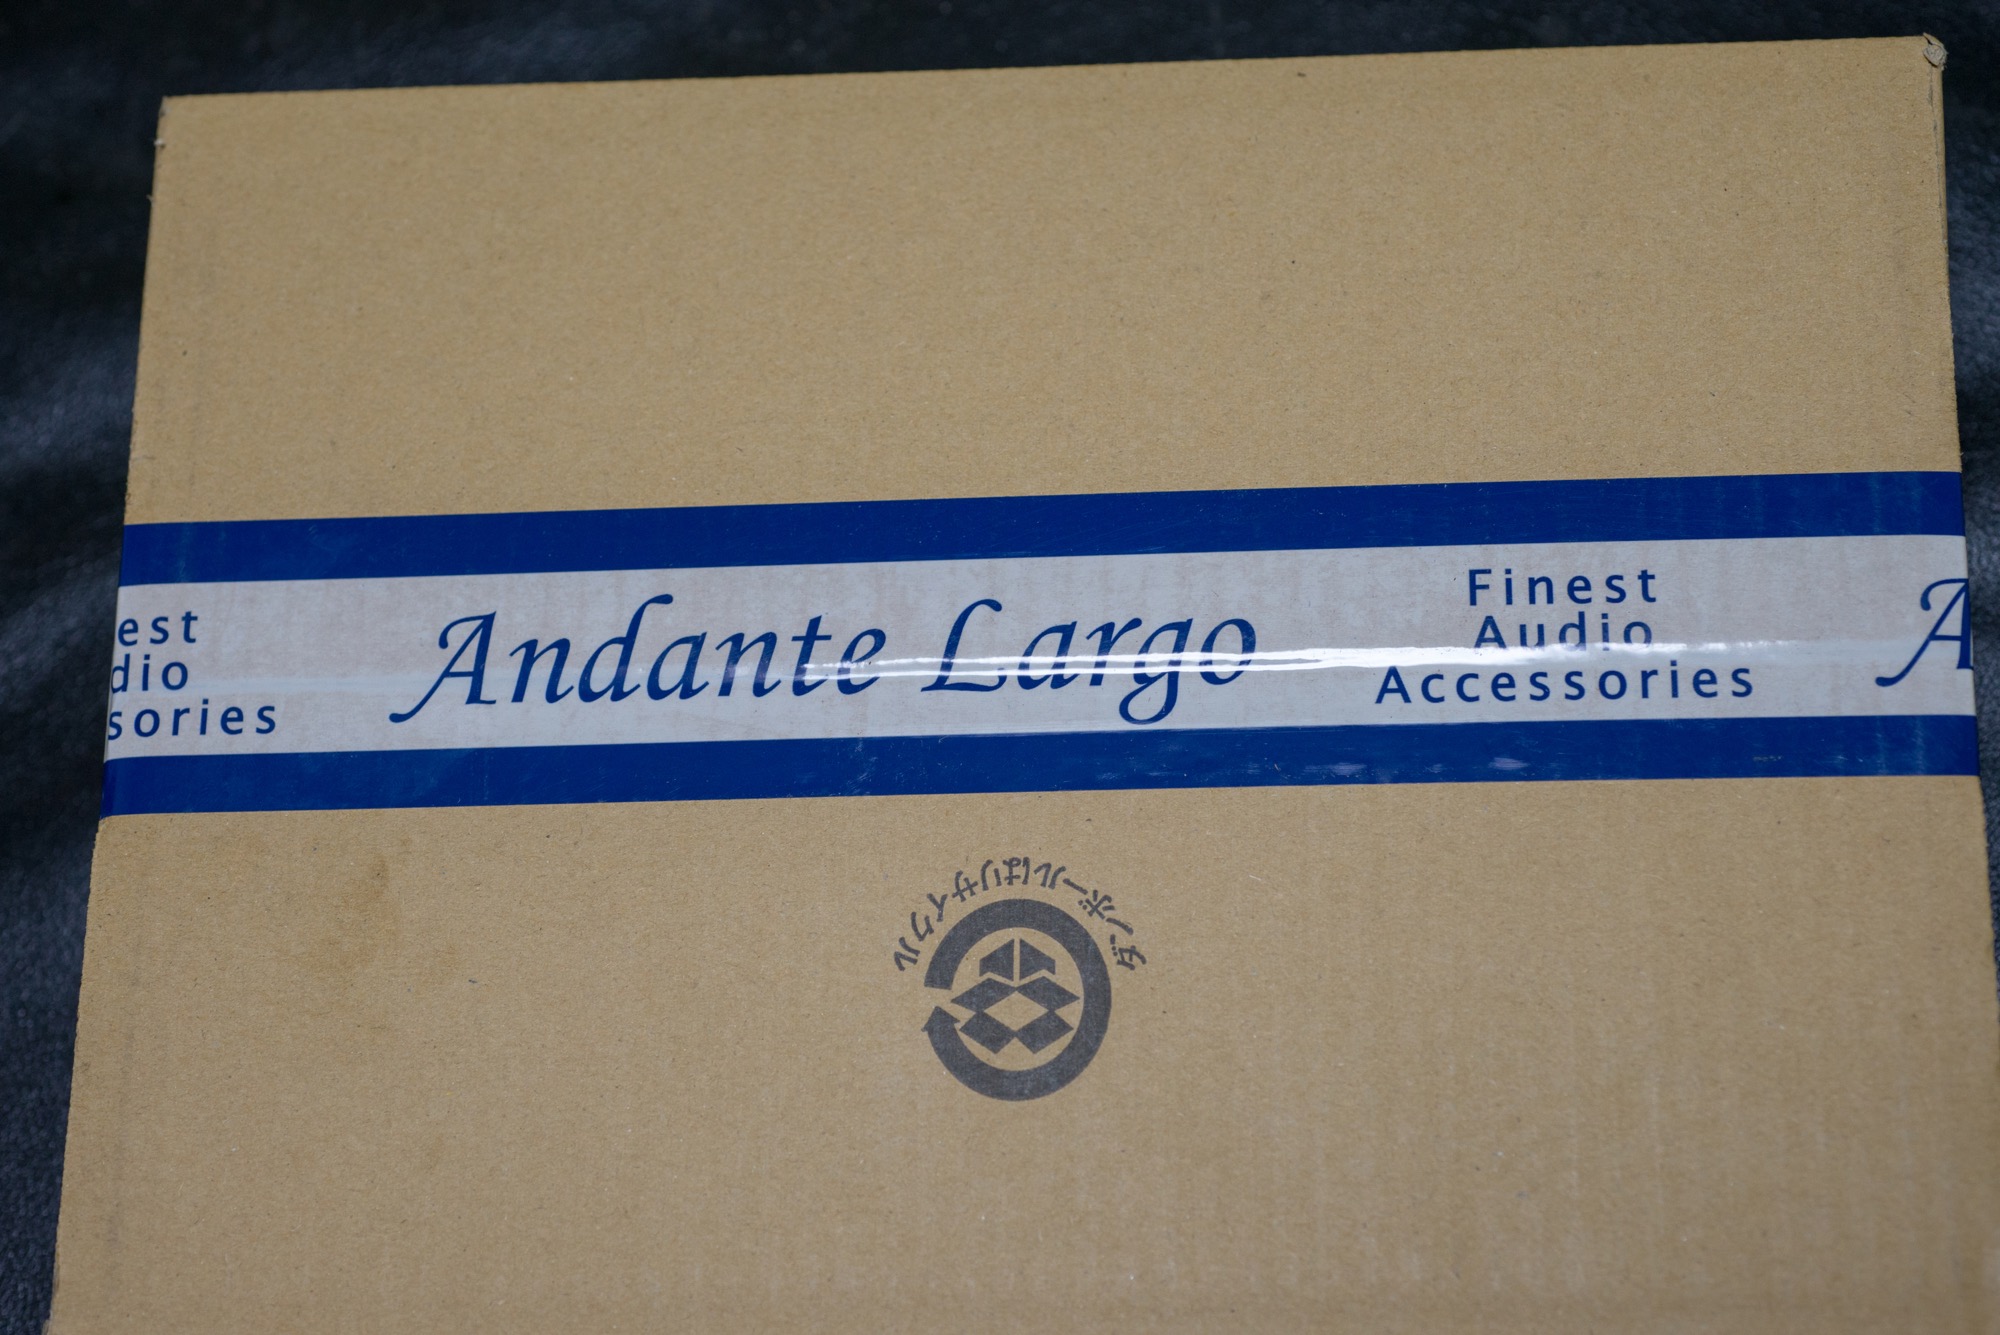 est
dio
sories
Andante Largo
Finest
Audio
Accessories
A
ダンボールはリサイクル